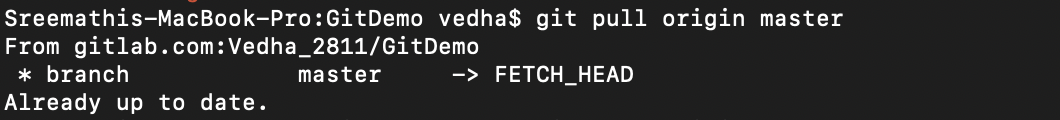 Sreemathis-MacBook-Pro:GitDemo vedha$ git pull origin master
From gitlab.com:Vedha_2811/GitDemo
 * branch            master     -> FETCH_HEAD
Already up to date.